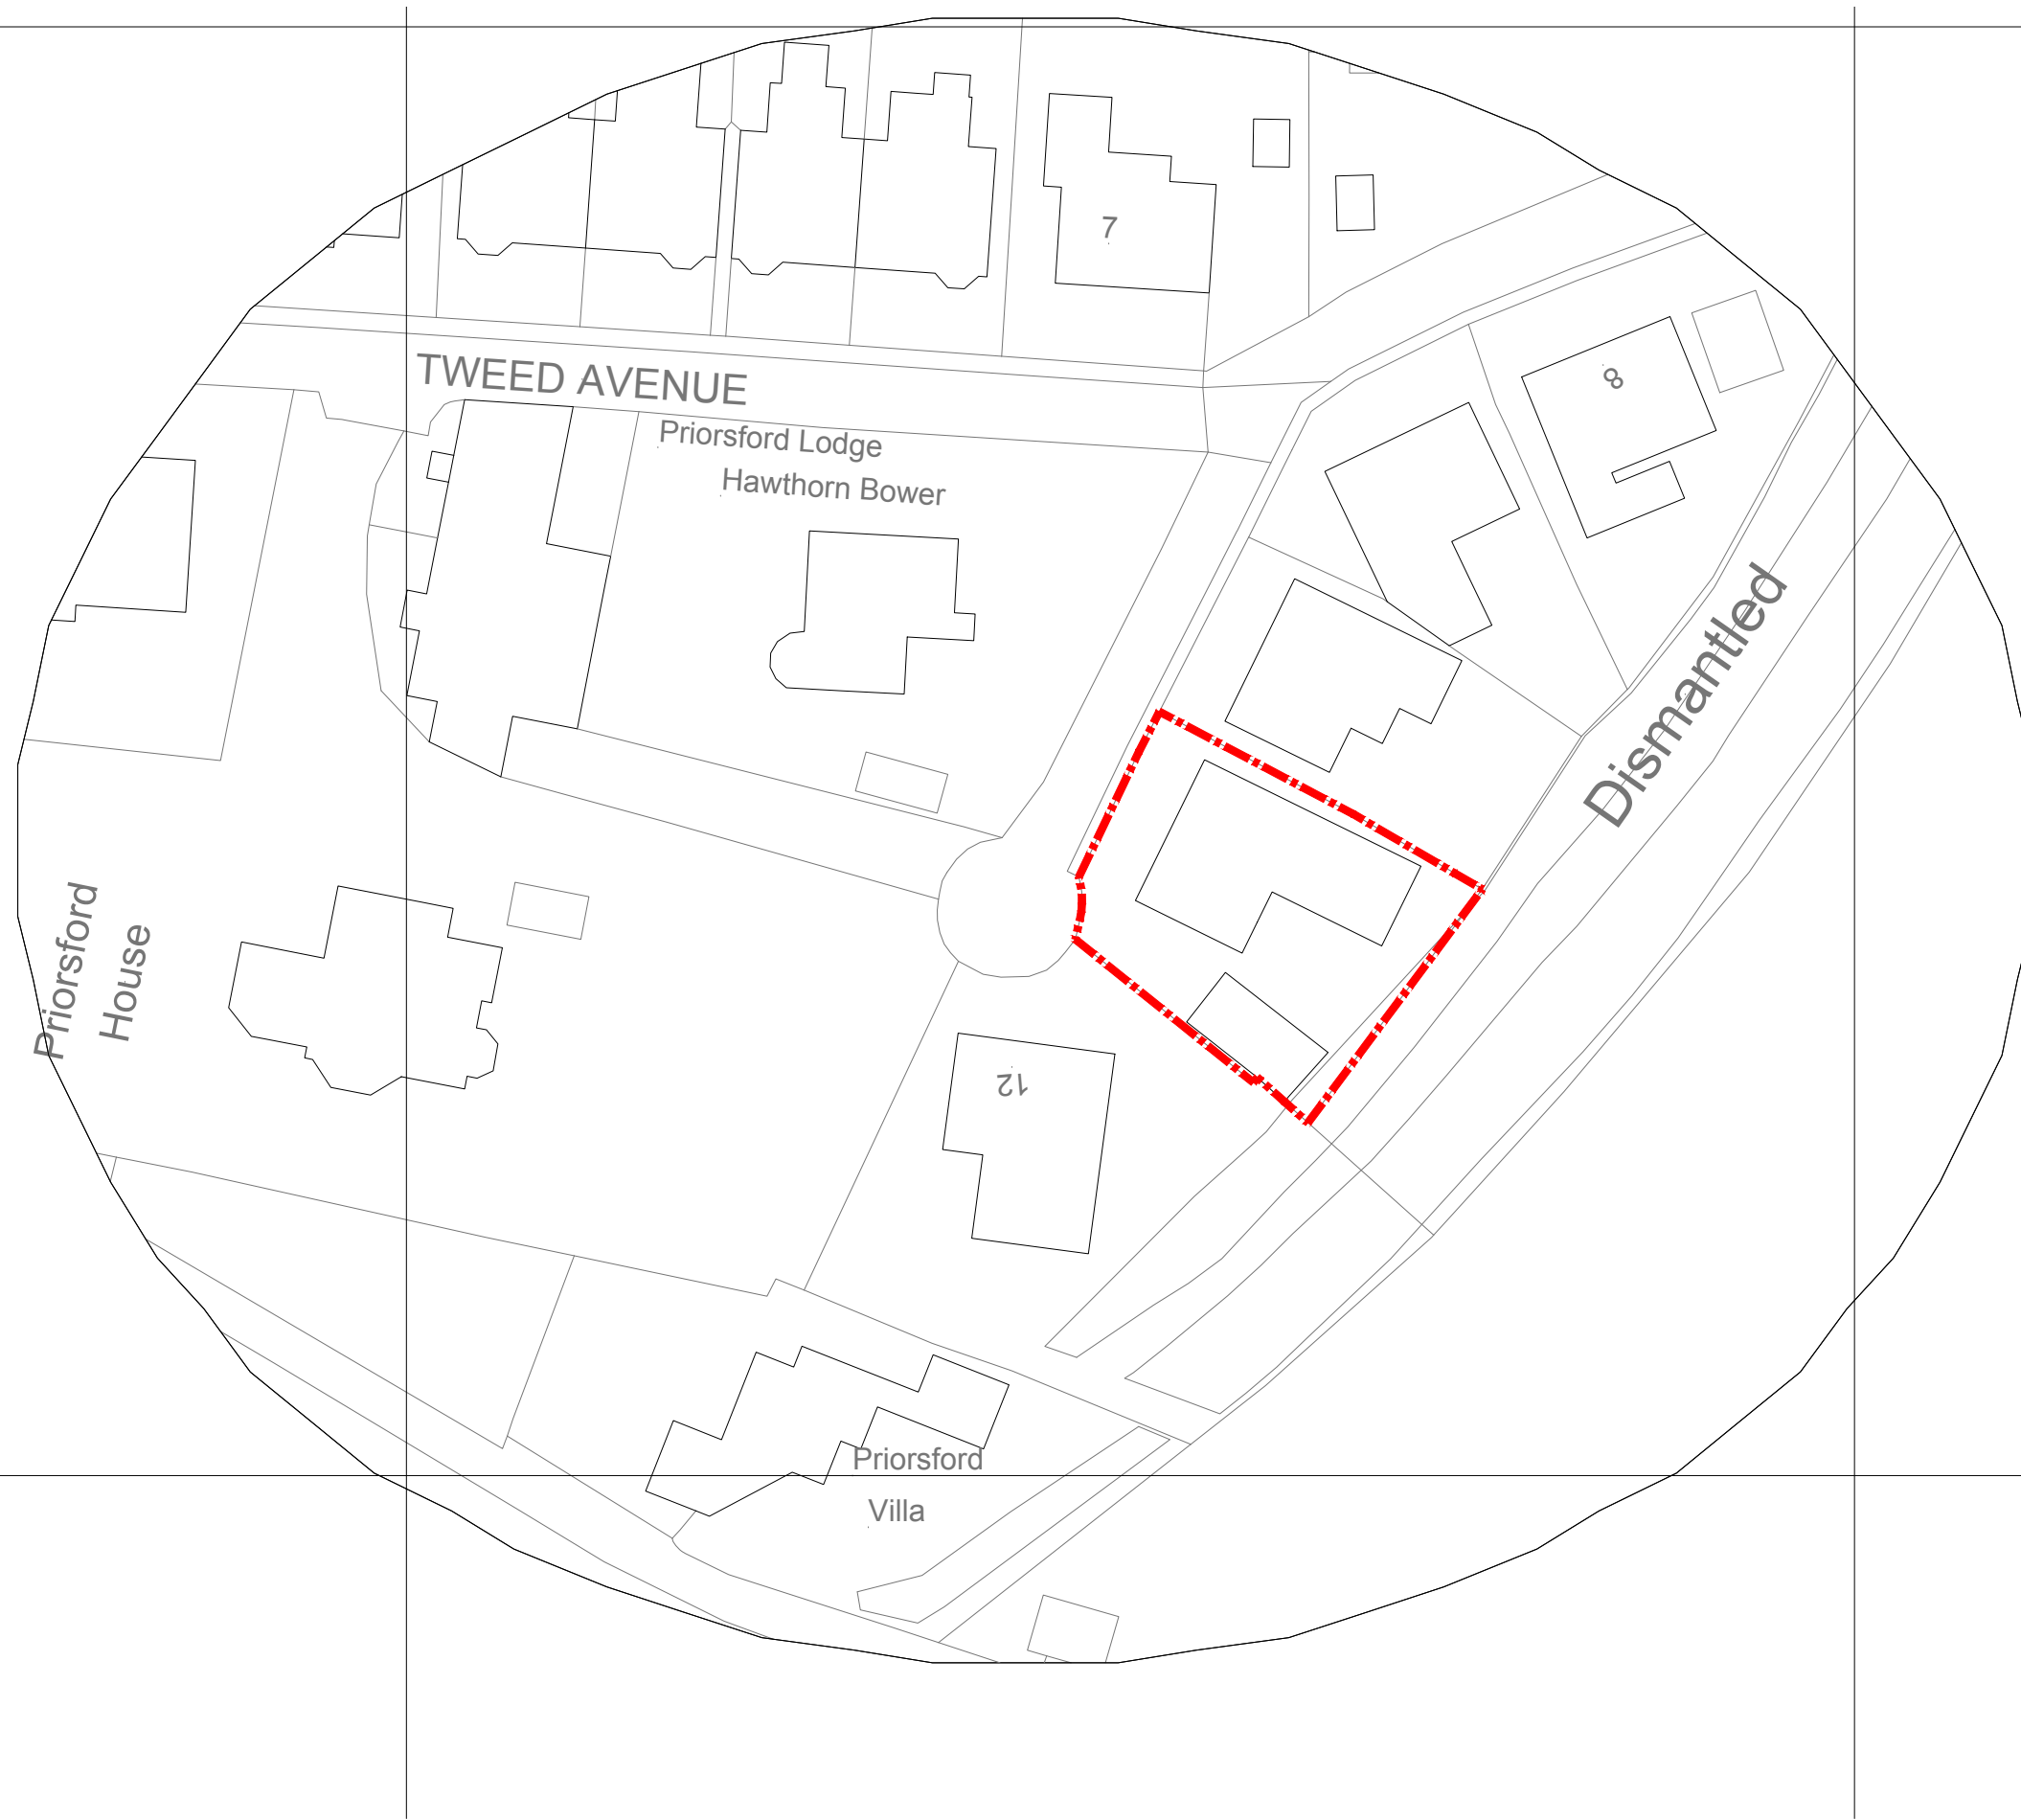 7
TWEED AVENUE
8
Priorsford Lodge
Hawthorn Bower
Dismantled
Priorsford
House
12
Priorsford
Villa